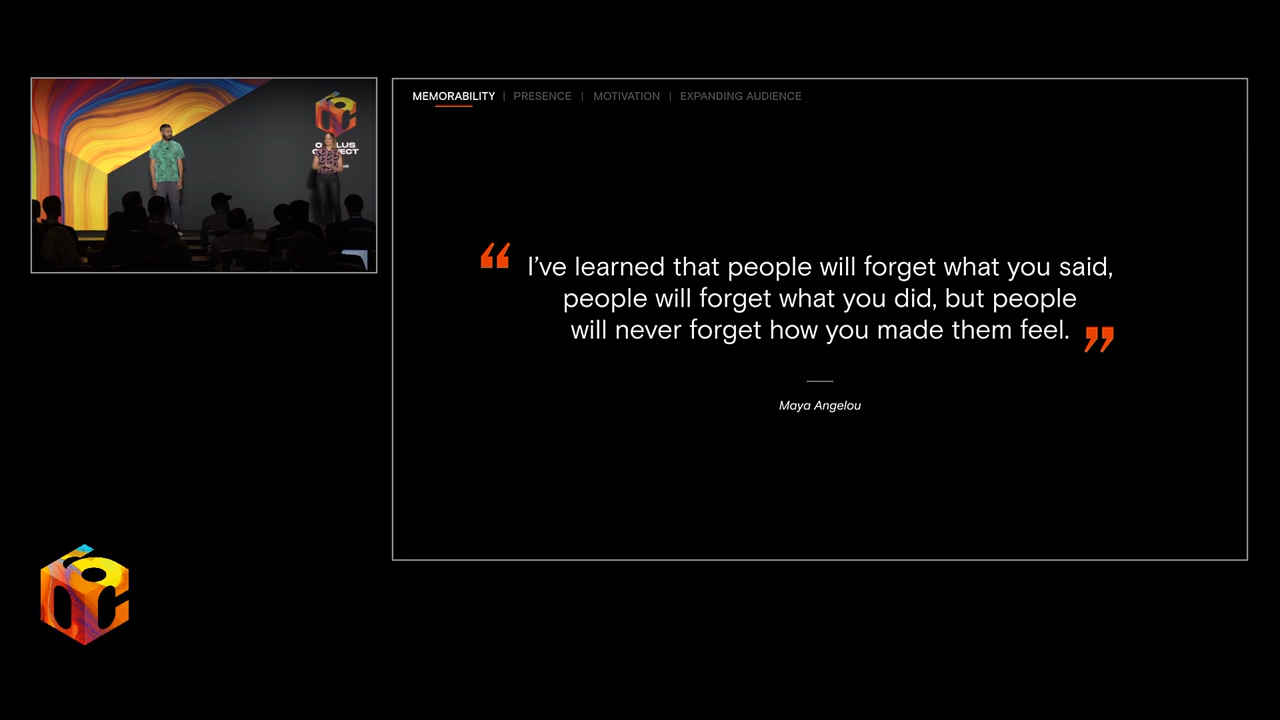 MEMORABILITY | PRESENCE | MOTIVATION | EXPANDING AUDIENCE
“ I’ve learned that people will forget what you said,
people will forget what you did, but people
will never forget how you made them feel. ”
Maya Angelou